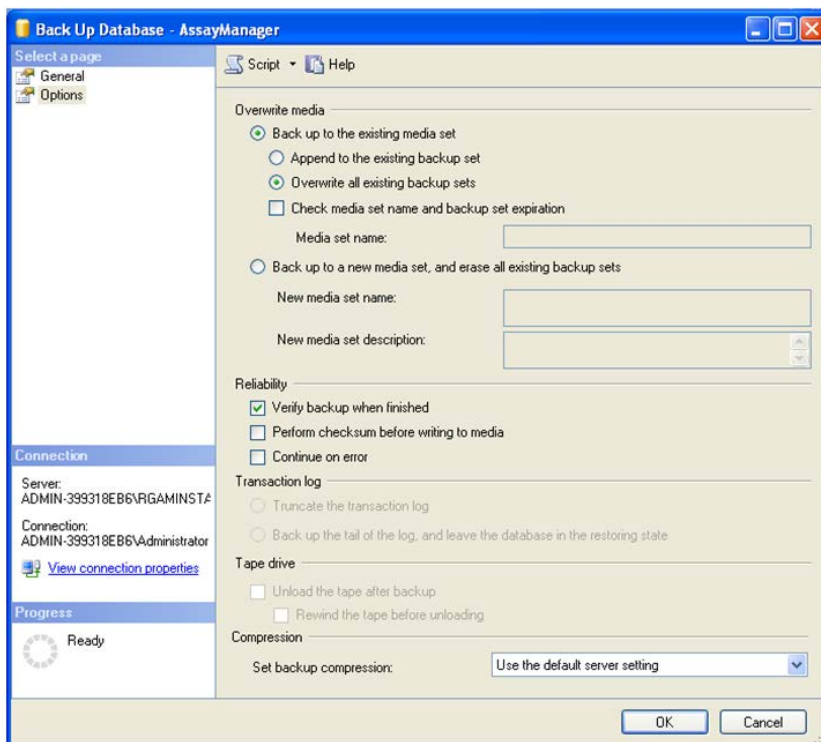 Back Up Database - AssayManager
Select a page
General
Options
Script
Help
Overwrite media
Back up to the existing media set
Append to the existing backup set
Overwrite all existing backup sets
Check media set name and backup set expiration
Media set name:
Back up to a new media set, and erase all existing backup sets
New media set name:
New media set description:
Reliability
Verify backup when finished
Perform checksum before writing to media
Continue on error
Transaction log
Truncate the transaction log
Back up the tail of the log, and leave the database in the restoring state
Tape drive
Unload the tape after backup
Rewind the tape before unloading
Compression
Set backup compression:
Use the default server setting
Connection
Server:
ADMIN-399318EB6\RGAMINSTA
Connection:
ADMIN-399318EB6\Administrator
View connection properties
Progress
Ready
OK
Cancel